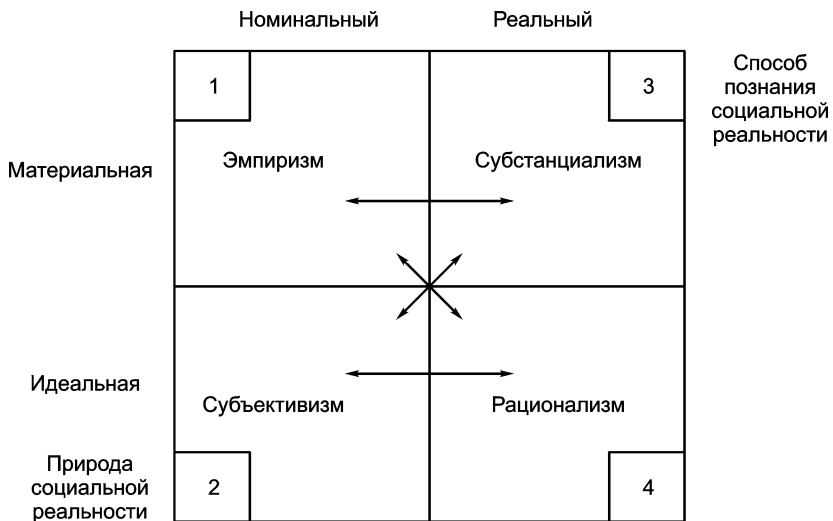 Номинальный Реальный
1
3
Способ
познания
социальной
реальности
Эмпиризм
Субстанциализм
Материальная
Идеальная
Субъективизм
Рационализм
Природа
социальной
реальности
2
4